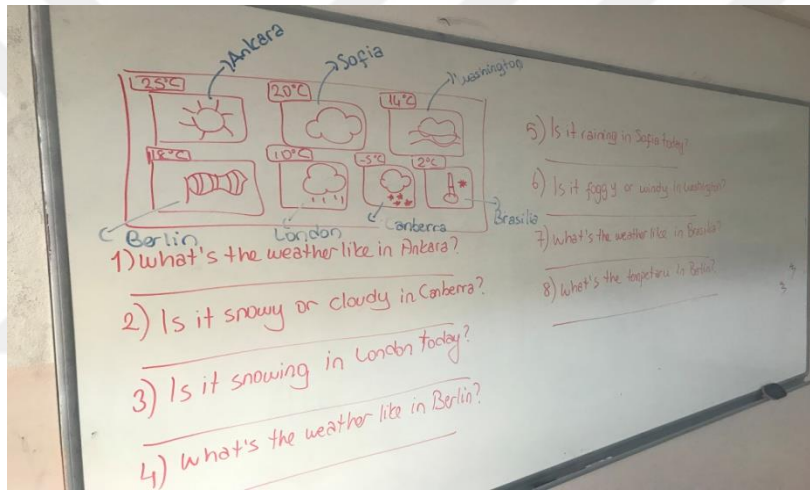 Ankara
Sofia
Washington
25°C
20°C
14°C
18°C
10°C
-5°C
2°C
Berlin
London
Canberra
Brasilia
1) What's the weather like in Ankara?
2) Is it snowy or cloudy in Canberra?
3) Is it snowing in London today?
4) What's the weather like in Berlin?
5) Is it raining in Sofia today?
6) Is it foggy or windy in Washington?
7) What's the weather like in Brasilia?
8) What's the in Berlin?